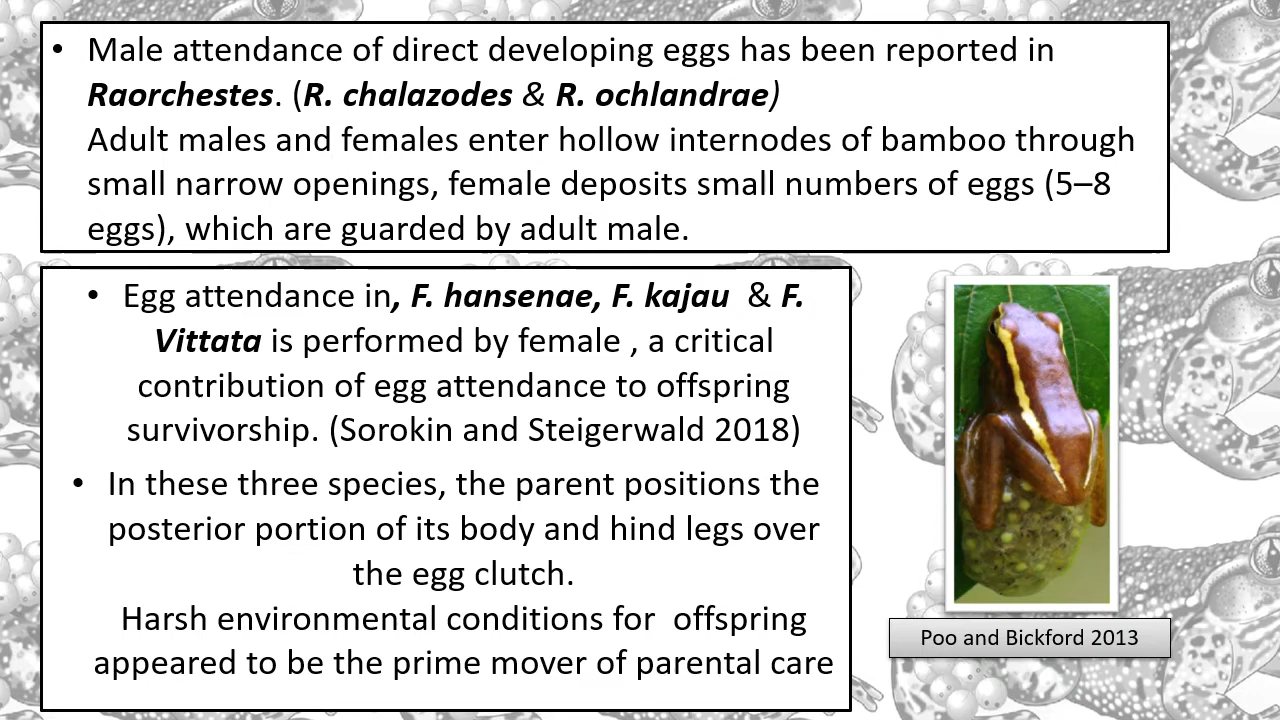 • Male attendance of direct developing eggs has been reported in
Raorchestes. (R. chalazodes & R. ochlandrae)
Adult males and females enter hollow internodes of bamboo through
small narrow openings, female deposits small numbers of eggs (5–8
eggs), which are guarded by adult male.
• Egg attendance in, F. hansenae, F. kajau & F.
Vittata is performed by female , a critical
contribution of egg attendance to offspring
survivorship. (Sorokin and Steigerwald 2018)
• In these three species, the parent positions the
posterior portion of its body and hind legs over
the egg clutch.
Harsh environmental conditions for offspring
appeared to be the prime mover of parental care
Poo and Bickford 2013